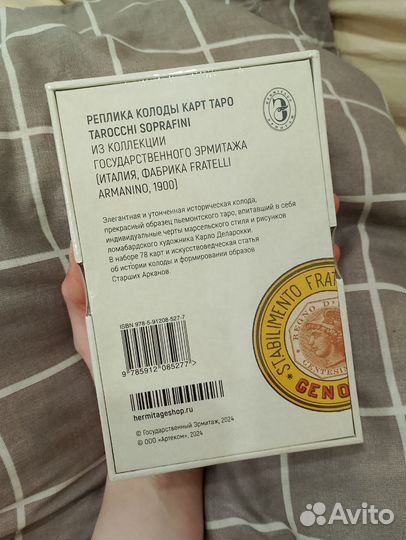 РЕПЛИКА КОЛОДЫ КАРТ ТАРО
TAROCCHI SOPRAFINI
ИЗ КОЛЛЕКЦИИ
ГОСУДАРСТВЕННОГО ЭРМИТАЖА
(ИТАЛИЯ, ФАБРИКА FRATELLI
ARMANINO, 1900)
Э
Элегантная и утонченная историческая колода,
прекрасный образец пьемонтского таро, впитавший в себя
индивидуальные черты марсельского стиля и рисунков
ломбардского художника Карло Деларокки.
В наборе 78 карт и искусствоведческая статья
об истории колоды и формировании образов
Старших Арканов
ISBN 978-5-91208-527-7
9 785912 085277 >
hermitageshop.ru
© Государственный Эрмитаж, 2024
© ООО «Артеком», 2024
STABILIMENTO FRAT
REGNO D'I
CENTESIM
GENO
Avito